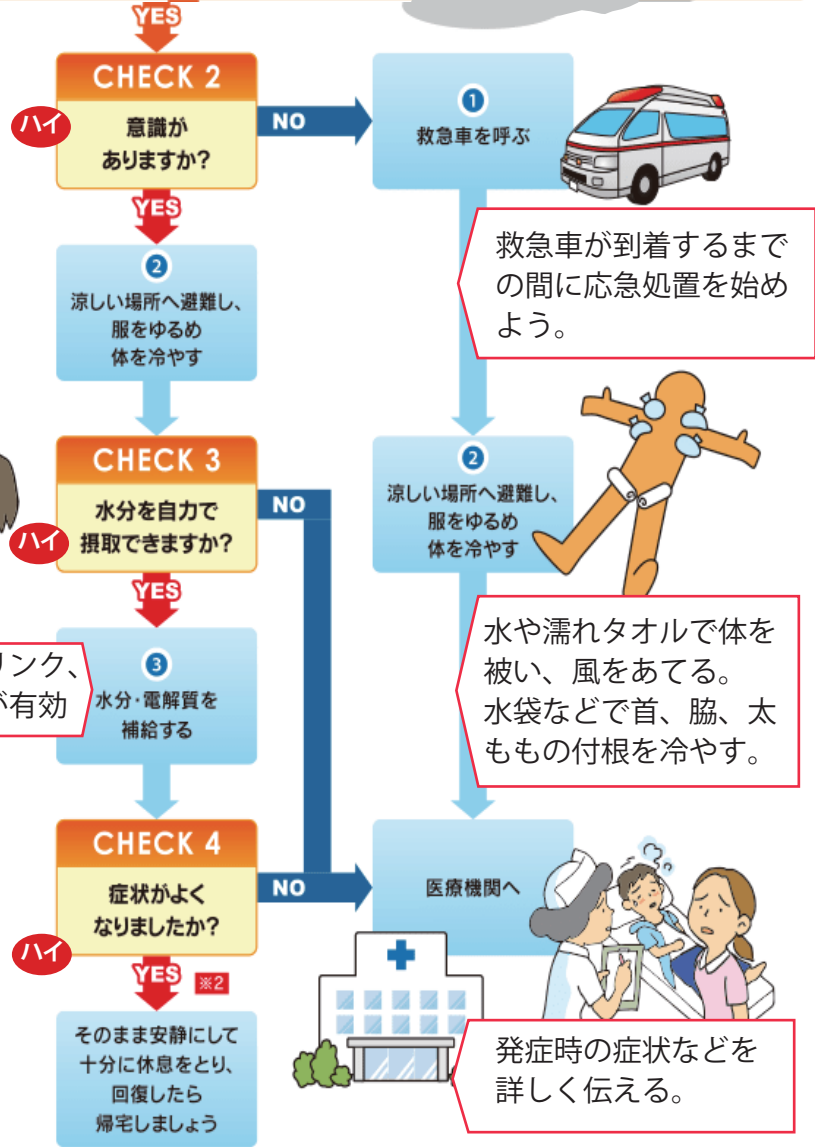 YES
CHECK 2
ハイ
意識が
ありますか?
NO
❶
救急車を呼ぶ
救急車が到着するまで
の間に応急処置を始め
よう。
YES
❷
涼しい場所へ避難し、
服をゆるめ
体を冷やす
CHECK 3
ハイ
水分を自力で
摂取できますか?
NO
❷
涼しい場所へ避難し、
服をゆるめ
体を冷やす
水や濡れタオルで体を
被い、風をあてる。
水袋などで首、脇、太
ももの付根を冷やす。
YES
リンク、
が有効
❸
水分・電解質を
補給する
CHECK 4
ハイ
症状がよく
なりましたか?
NO
医療機関へ
発症時の症状などを
詳しく伝える。
YES
※2
そのまま安静にして
十分に休息をとり、
回復したら
帰宅しましょう